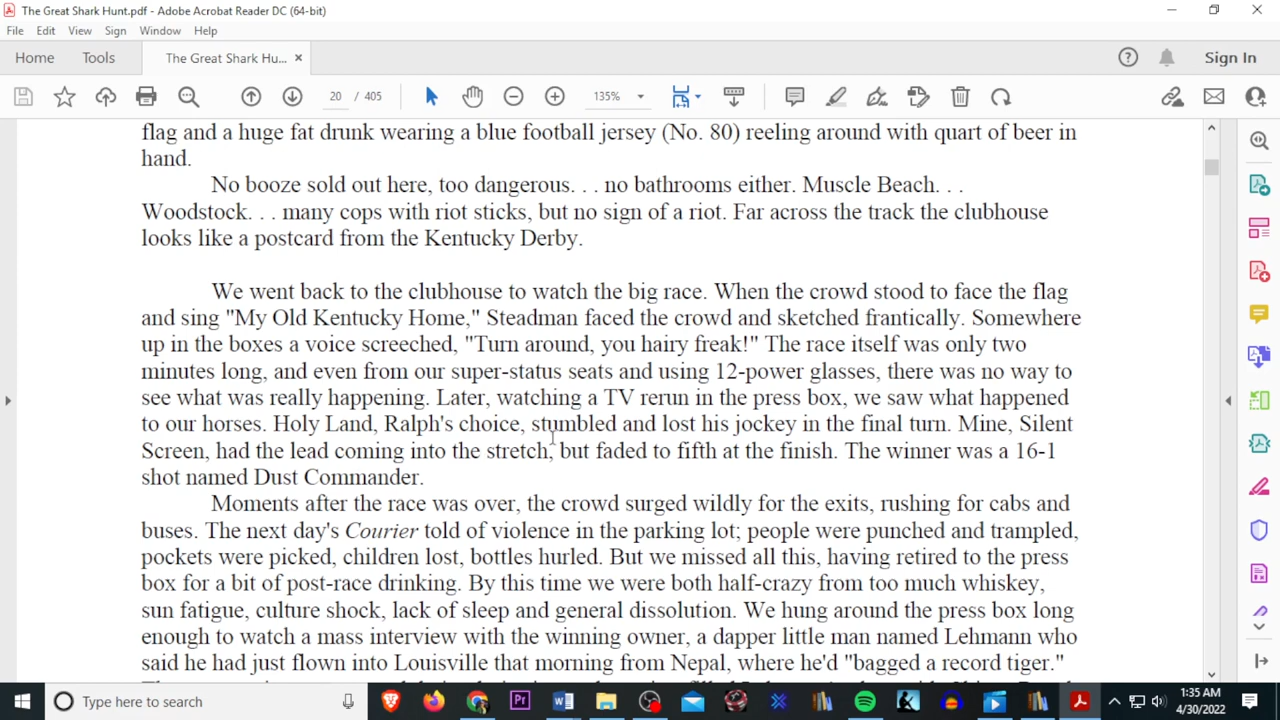 The Great Shark Hunt.pdf - Adobe Acrobat Reader DC (64-bit)
File Edit View Sign Window Help
Home Tools The Great Shark Hu... × Sign In
20 / 405 135%
flag and a huge fat drunk wearing a blue football jersey (No. 80) reeling around with quart of beer in
hand.
No booze sold out here, too dangerous. . . no bathrooms either. Muscle Beach. . .
Woodstock. . . many cops with riot sticks, but no sign of a riot. Far across the track the clubhouse
looks like a postcard from the Kentucky Derby.
We went back to the clubhouse to watch the big race. When the crowd stood to face the flag
and sing "My Old Kentucky Home," Steadman faced the crowd and sketched frantically. Somewhere
up in the boxes a voice screeched, "Turn around, you hairy freak!" The race itself was only two
minutes long, and even from our super-status seats and using 12-power glasses, there was no way to
see what was really happening. Later, watching a TV rerun in the press box, we saw what happened
to our horses. Holy Land, Ralph's choice, stumbled and lost his jockey in the final turn. Mine, Silent
Screen, had the lead coming into the stretch, but faded to fifth at the finish. The winner was a 16-1
shot named Dust Commander.
Moments after the race was over, the crowd surged wildly for the exits, rushing for cabs and
buses. The next day's Courier told of violence in the parking lot; people were punched and trampled,
pockets were picked, children lost, bottles hurled. But we missed all this, having retired to the press
box for a bit of post-race drinking. By this time we were both half-crazy from too much whiskey,
sun fatigue, culture shock, lack of sleep and general dissolution. We hung around the press box long
enough to watch a mass interview with the winning owner, a dapper little man named Lehmann who
said he had just flown into Louisville that morning from Nepal, where he'd "bagged a record tiger."
Type here to search
1:35 AM
4/30/2022